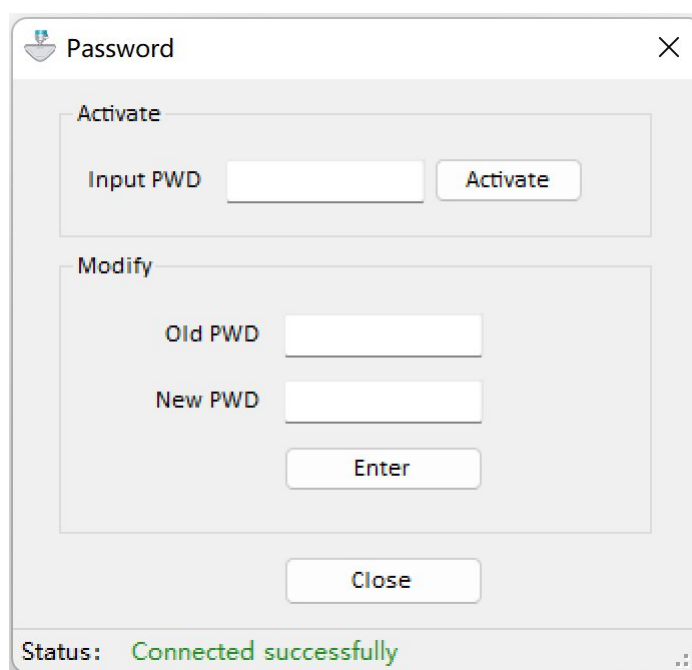 Password
Activate
Input PWD Activate
Modify
Old PWD
New PWD
Enter
Close
Status: Connected successfully